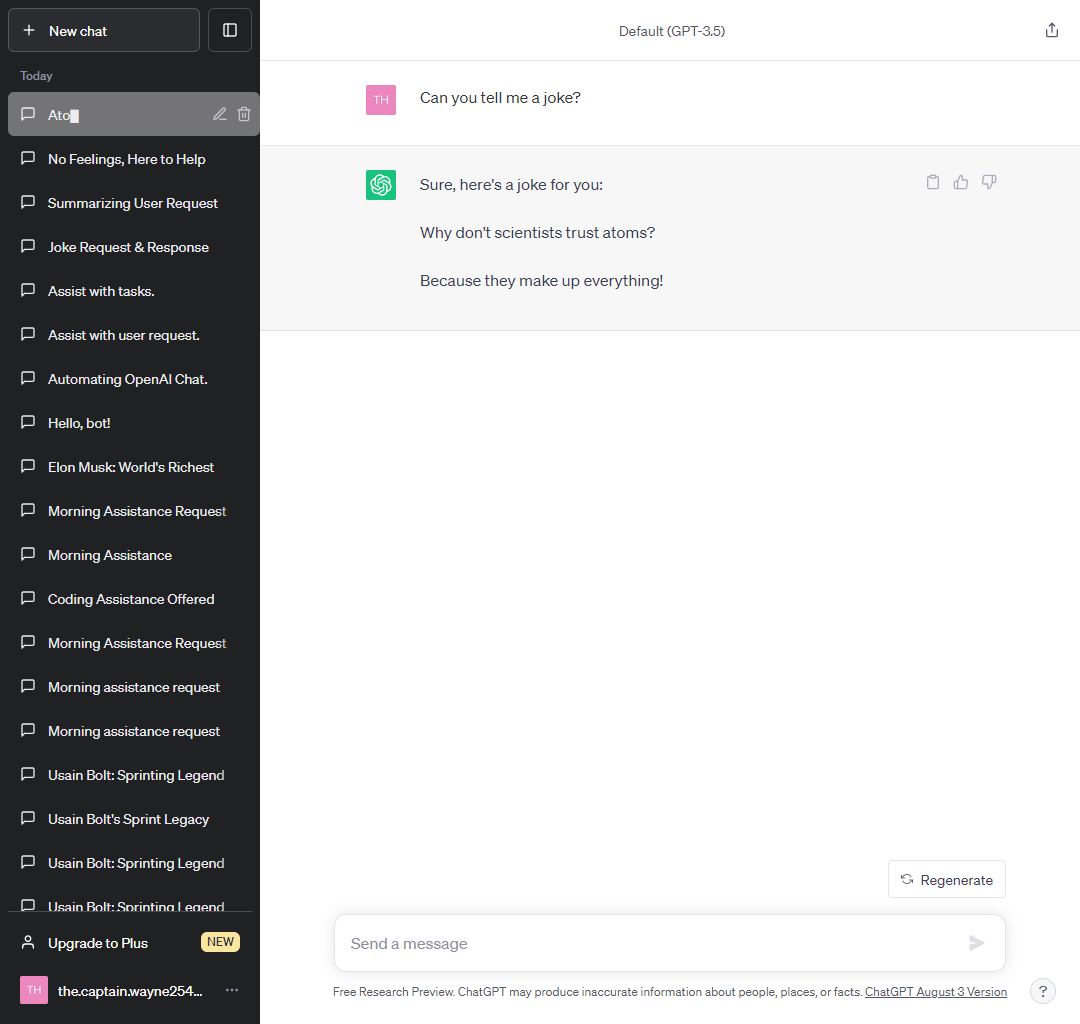 New chat
Today
Ato
No Feelings, Here to Help
Summarizing User Request
Joke Request & Response
Assist with tasks.
Assist with user request.
Automating OpenAI Chat.
Hello, bot!
Elon Musk: World's Richest
Morning Assistance Request
Morning Assistance
Coding Assistance Offered
Morning Assistance Request
Morning assistance request
Morning assistance request
Usain Bolt: Sprinting Legend
Usain Bolt's Sprint Legacy
Usain Bolt: Sprinting Legend
Usain Bolt: Sprinting Legend
Upgrade to Plus NEW
TH the.captain.wayne254...
Default (GPT-3.5)
TH Can you tell me a joke?
Sure, here's a joke for you:
Why don't scientists trust atoms?
Because they make up everything!
Regenerate
Send a message
Free Research Preview. ChatGPT may produce inaccurate information about people, places, or facts. ChatGPT August 3 Version
?